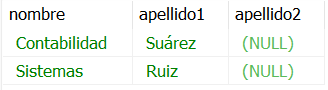 nombre apellido1 apellido2
Contabilidad Suárez (NULL)
Sistemas Ruiz (NULL)